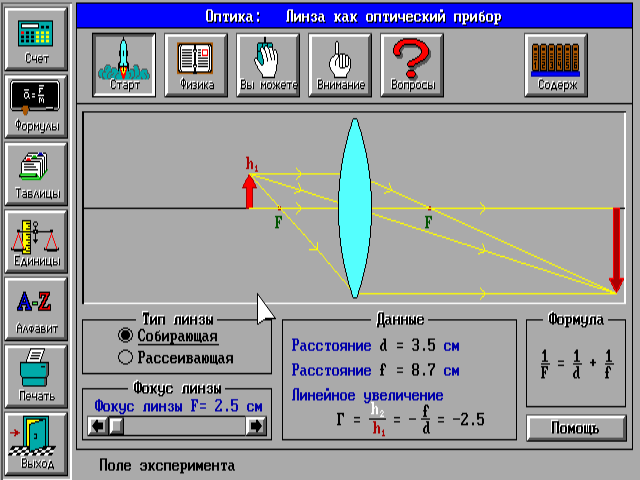 Оптика: Линза как оптический прибор
Счет
Формулы
Таблицы
Единицы
A-Z
Алфавит
Печать
Выход
Старт
Физика
Вы можете
Внимание
Вопросы
Содерж
a = F/m
h₁
F
F
Тип линзы
Собирающая
Рассеивающая
Фокус линзы
Фокус линзы F= 2.5 см
Данные
Расстояние d = 3.5 см
Расстояние f = 8.7 см
Линейное увеличение
Г = h₂/h₁ = - f/d = -2.5
Формула
1/F = 1/d + 1/f
Помощь
Поле эксперимента